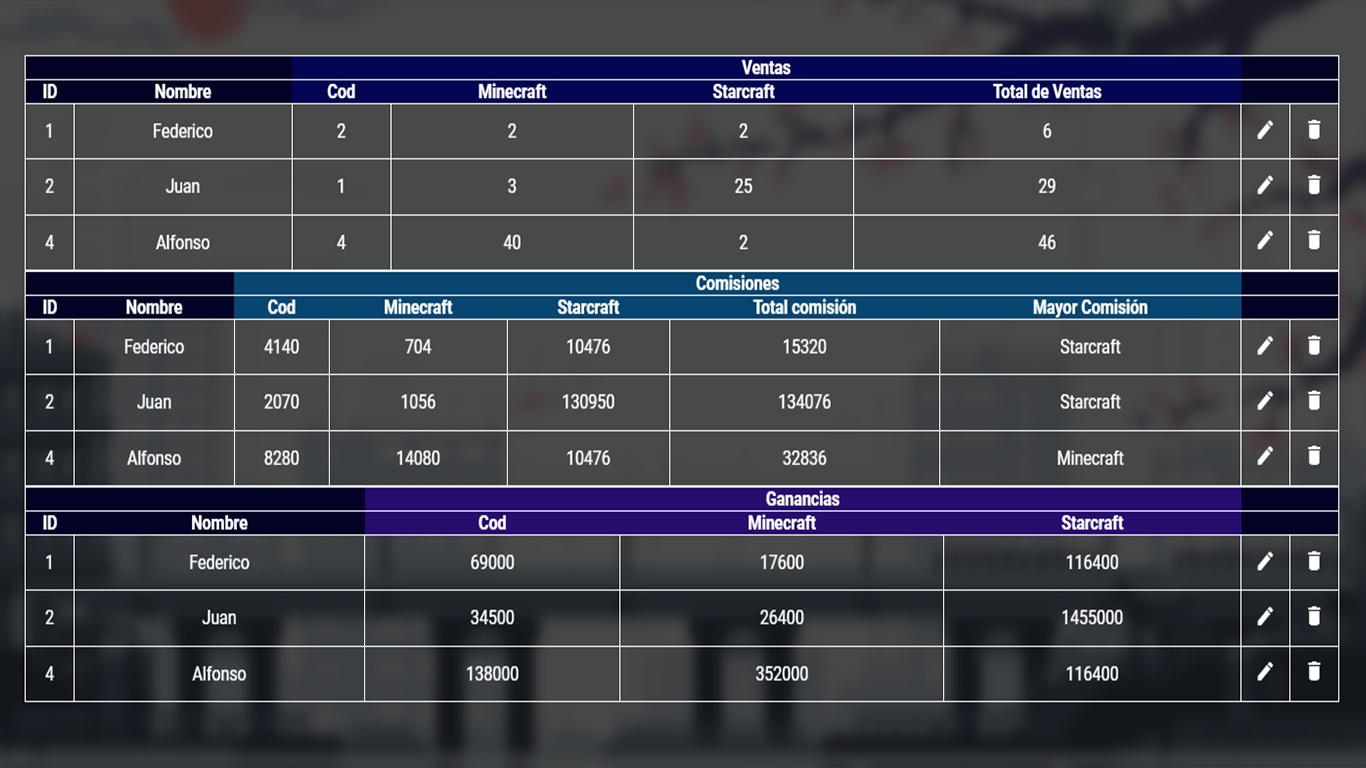 Ventas
ID Nombre Cod Minecraft Starcraft Total de Ventas
1 Federico 2 2 2 6
2 Juan 1 3 25 29
4 Alfonso 4 40 2 46
Comisiones
ID Nombre Cod Minecraft Starcraft Total comisión Mayor Comisión
1 Federico 4140 704 10476 15320 Starcraft
2 Juan 2070 1056 130950 134076 Starcraft
4 Alfonso 8280 14080 10476 32836 Minecraft
Ganancias
ID Nombre Cod Minecraft Starcraft
1 Federico 69000 17600 116400
2 Juan 34500 26400 1455000
4 Alfonso 138000 352000 116400